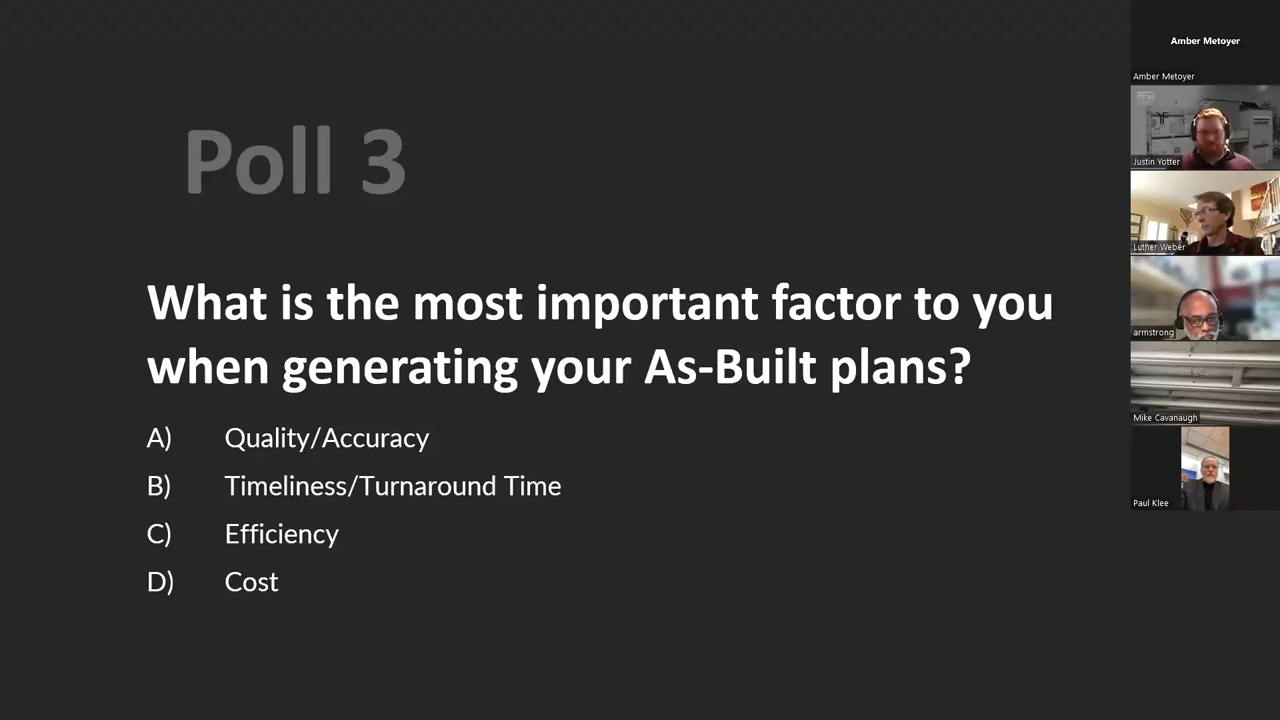 Poll 3
What is the most important factor to you
when generating your As-Built plans?
A) Quality/Accuracy
B) Timeliness/Turnaround Time
C) Efficiency
D) Cost
Amber Metoyer
Amber Metoyer
Justin Yotter
Luther Weber
armstrong
Mike Cavanaugh
Paul Klee